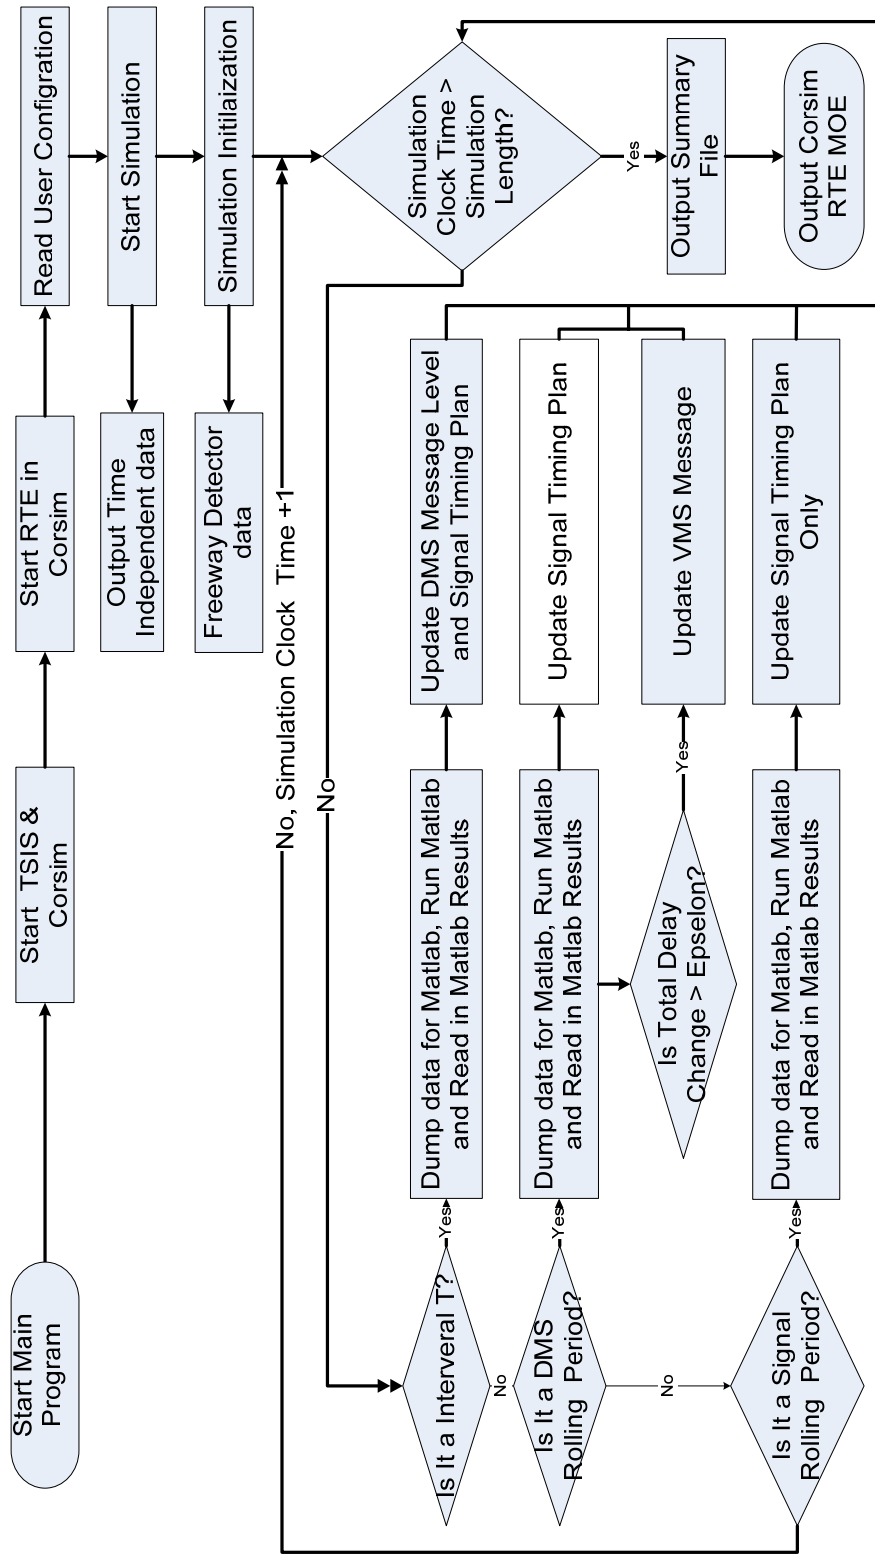 Start Main
Program
Start  TSIS &
Corsim
Start RTE in
Corsim
Read User Configration
Start Simulation
Output Time
Independent data
Simulation Initilaization
Freeway Detector
data
No, Simulation Clock  Time +1
No
Simulation
Clock Time >
Simulation
Length?
Yes
Output Summary
File
Output Corsim
RTE MOE
Is It a Interveral T?
Yes
Dump data for Matlab, Run Matlab
and Read in Matlab Results
Update DMS Message Level
and Signal Timing Plan
No
Is It a DMS
Rolling  Period?
Yes
Dump data for Matlab, Run Matlab
and Read in Matlab Results
Update Signal Timing Plan
Is Total Delay
Change > Epselon?
Yes
Update VMS Message
No
Is It a Signal
Rolling  Period?
Yes
Dump data for Matlab, Run Matlab
and Read in Matlab Results
Update Signal Timing Plan
Only